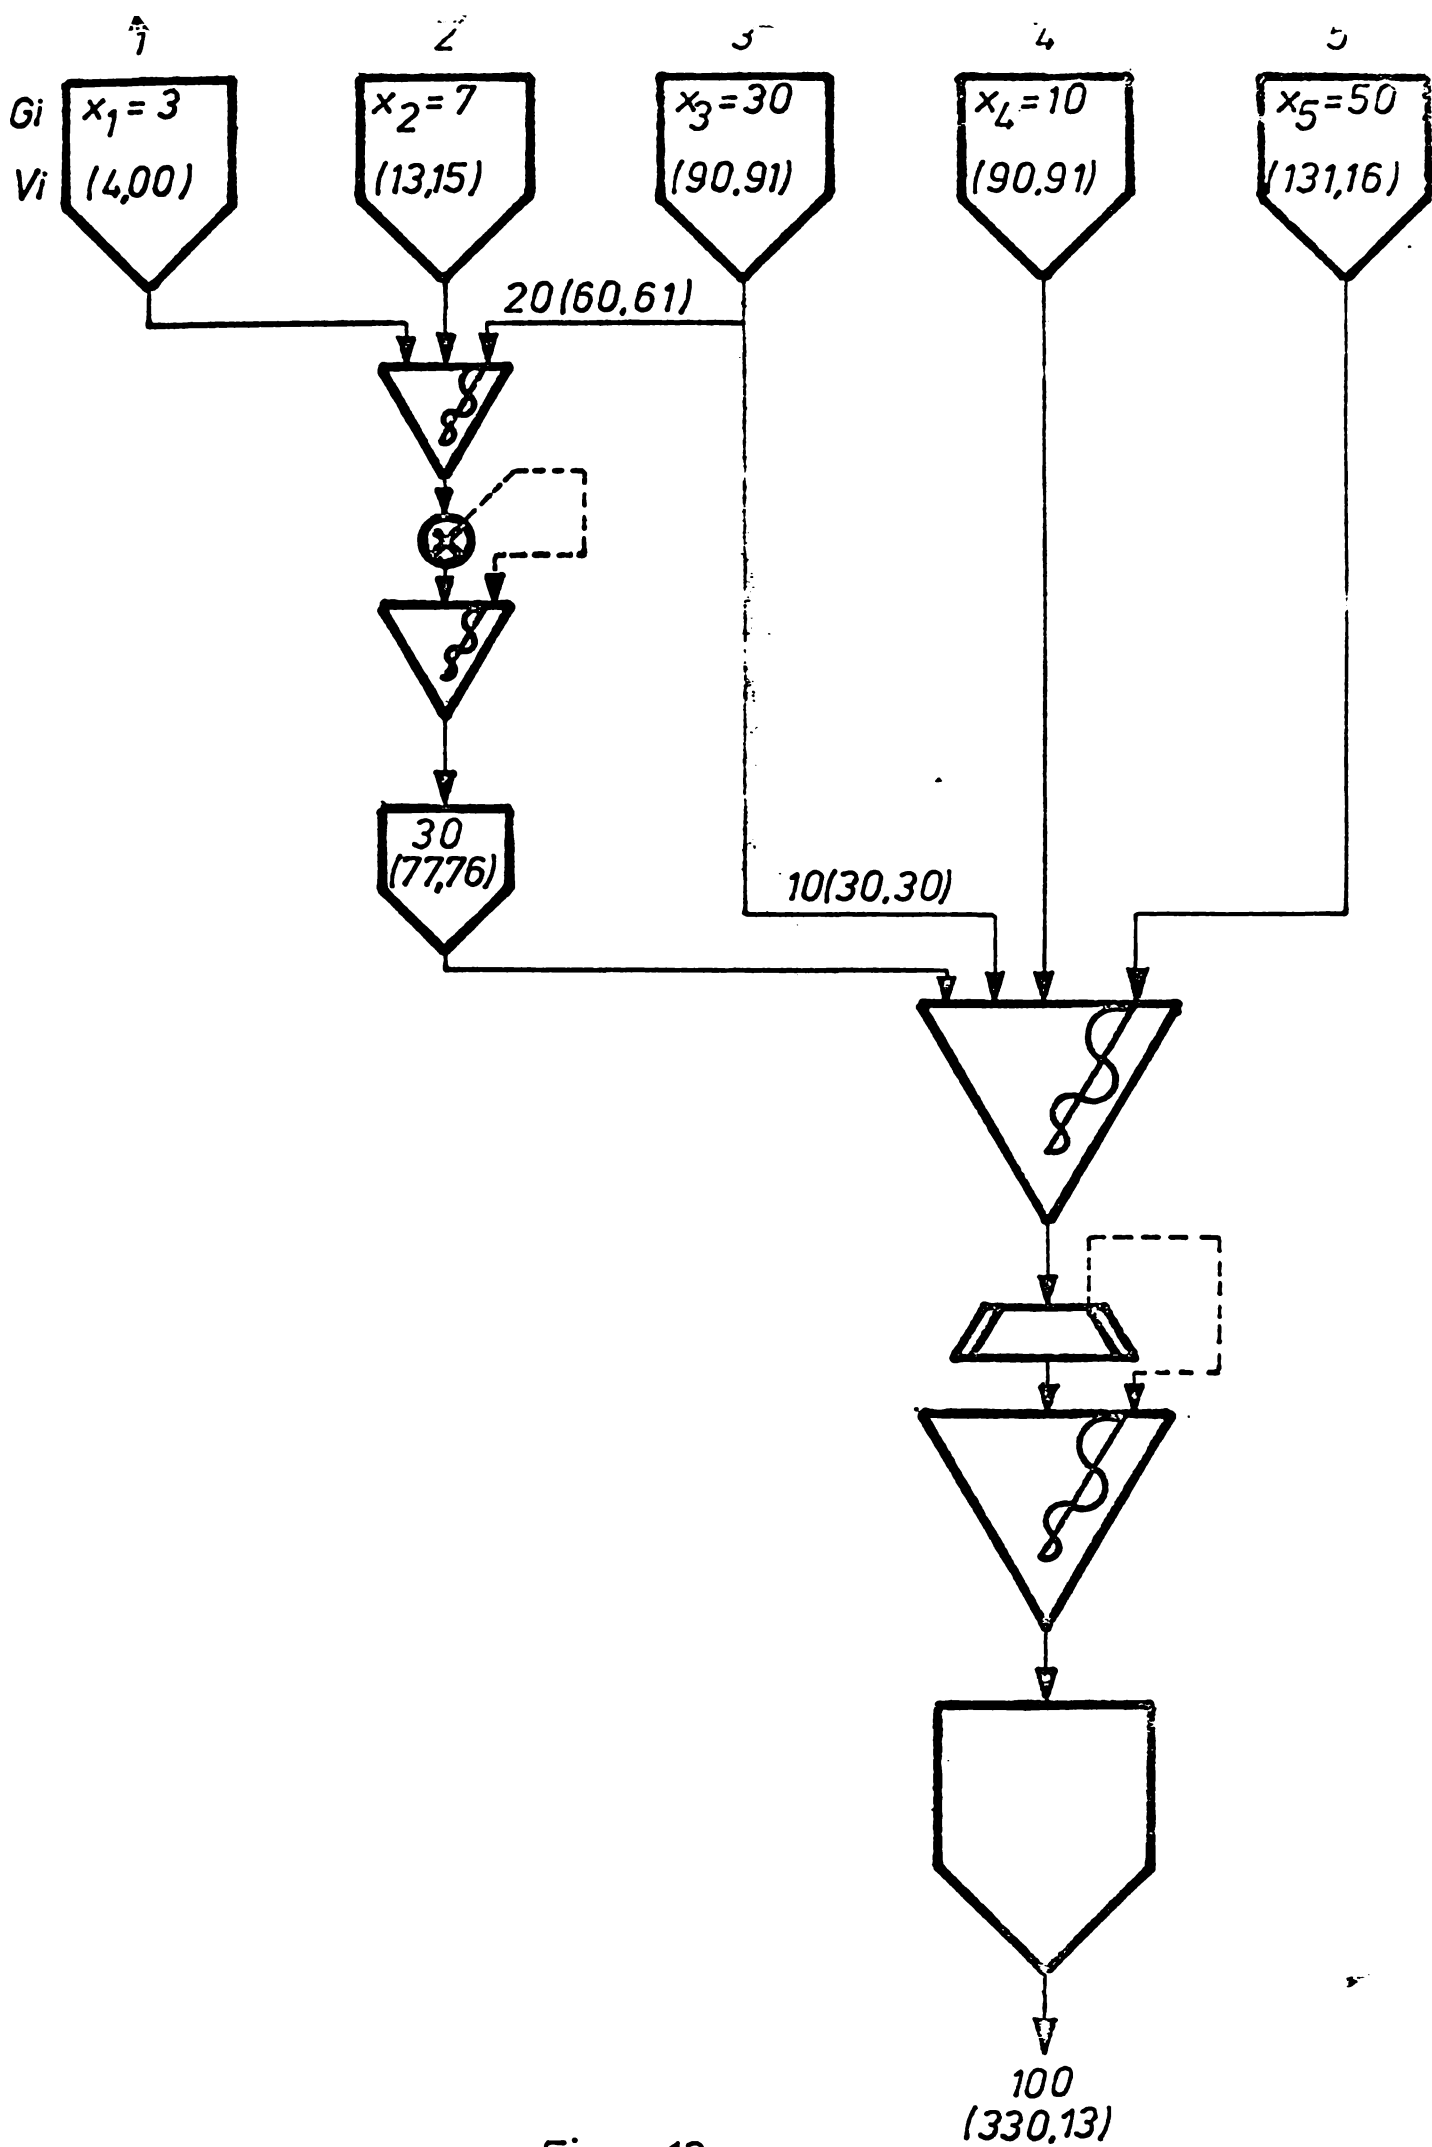 1 2 3 4 5
Gi x1 = 3 x2 = 7 x3 = 30 x4 = 10 x5 = 50
Vi (4,00) (13,15) (90,91) (90,91) (131,16)
20(60,61)
30
(77,76)
10(30,30)
100
(330,13)